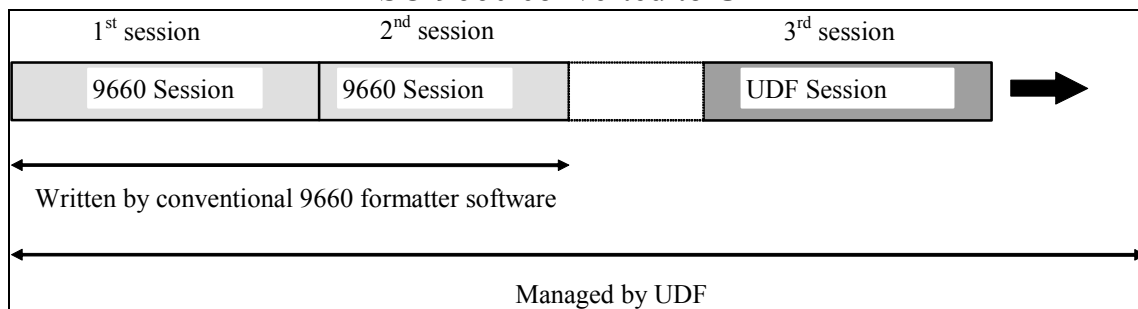 1st session 2nd session 3rd session
9660 Session 9660 Session UDF Session
Written by conventional 9660 formatter software
Managed by UDF